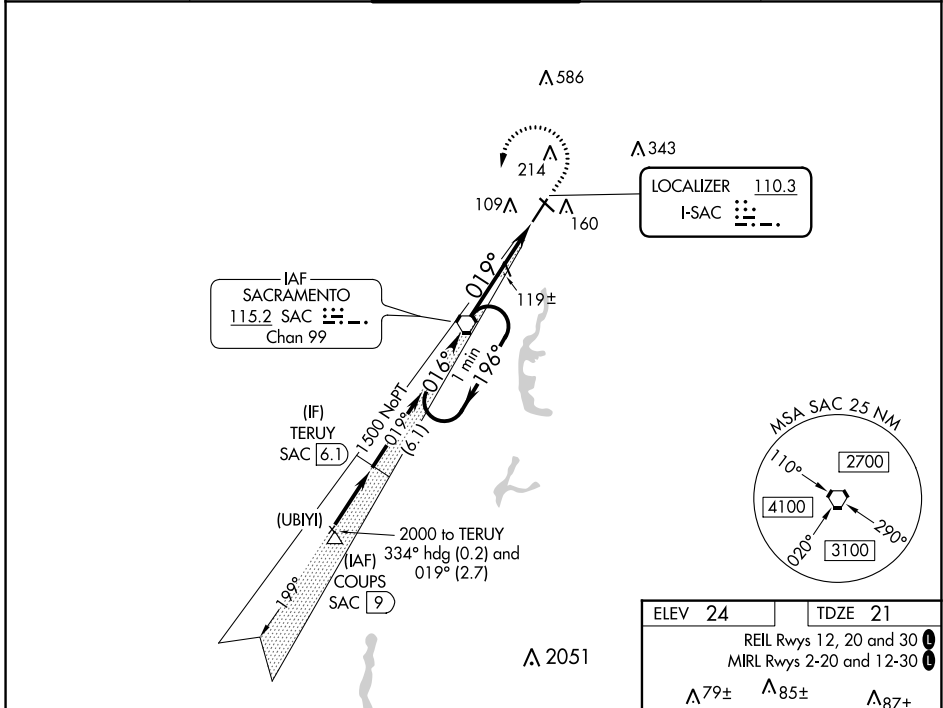 586
343
214
LOCALIZER 110.3
I-SAC
109
160
019°
IAF
SACRAMENTO
115.2 SAC
Chan 99
119±
016°
1 min
196°
1500 NoPT
019°
(6.1)
(IF)
TERUY
SAC 6.1
MSA SAC 25 NM
110°
2700
4100
290°
020°
3100
(UBIYI)
2000 to TERUY
334° hdg (0.2) and
019° (2.7)
(IAF)
COUPS
SAC 9
199°
2051
ELEV 24 TDZE 21
REIL Rwys 12, 20 and 30 L
MIRL Rwys 2-20 and 12-30 L
79± 85± 87±